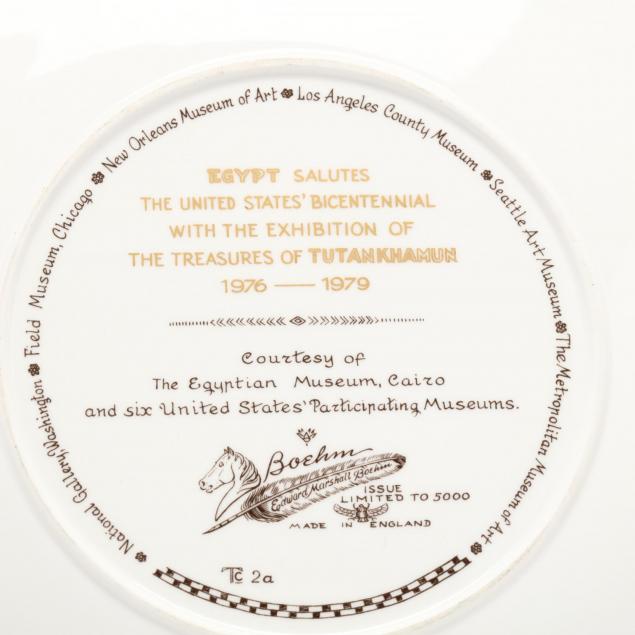 National Gallery, Washington
Field Museum, Chicago
New Orleans Museum of Art
Los Angeles County Museum
Seattle Art Museum
The Metropolitan Museum of Art
EGYPT SALUTES
THE UNITED STATES' BICENTENNIAL
WITH THE EXHIBITION OF
THE TREASURES OF TUTANKHAMUN
1976 — 1979
Courtesy of
The Egyptian Museum, Cairo
and six United States' Participating Museums.
Boehm
Edward Marshall Boehm
ISSUE
LIMITED TO 5000
MADE IN ENGLAND
Tc 2a